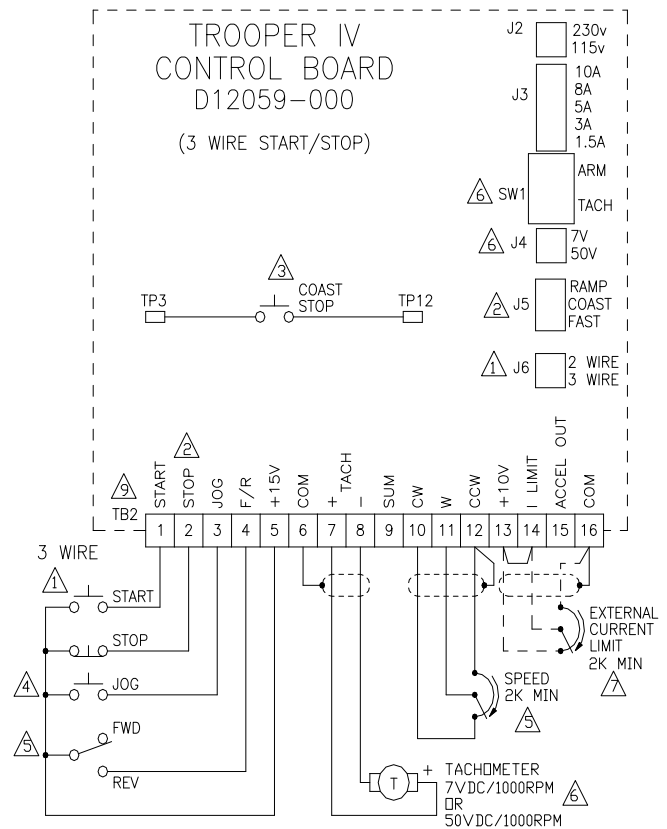 TROOPER IV
CONTROL BOARD
D12059-000
(3 WIRE START/STOP)
J2
230v
115v
J3
10A
8A
5A
3A
1.5A
6
SW1
ARM
TACH
6
J4
7V
50V
2
J5
RAMP
COAST
FAST
1
J6
2 WIRE
3 WIRE
3
TP3
COAST
STOP
TP12
9
TB2
START
2
STOP
JOG
F/R
+15V
COM
+
TACH
-
SUM
CW
W
CCW
+10V
I LIMIT
ACCEL OUT
COM
1 2 3 4 5 6 7 8 9 10 11 12 13 14 15 16
3 WIRE
1
START
STOP
4
JOG
5
FWD
REV
SPEED
2K MIN
5
EXTERNAL
CURRENT
LIMIT
2K MIN
7
T
+ TACHOMETER
7VDC/1000RPM
OR
50VDC/1000RPM
6